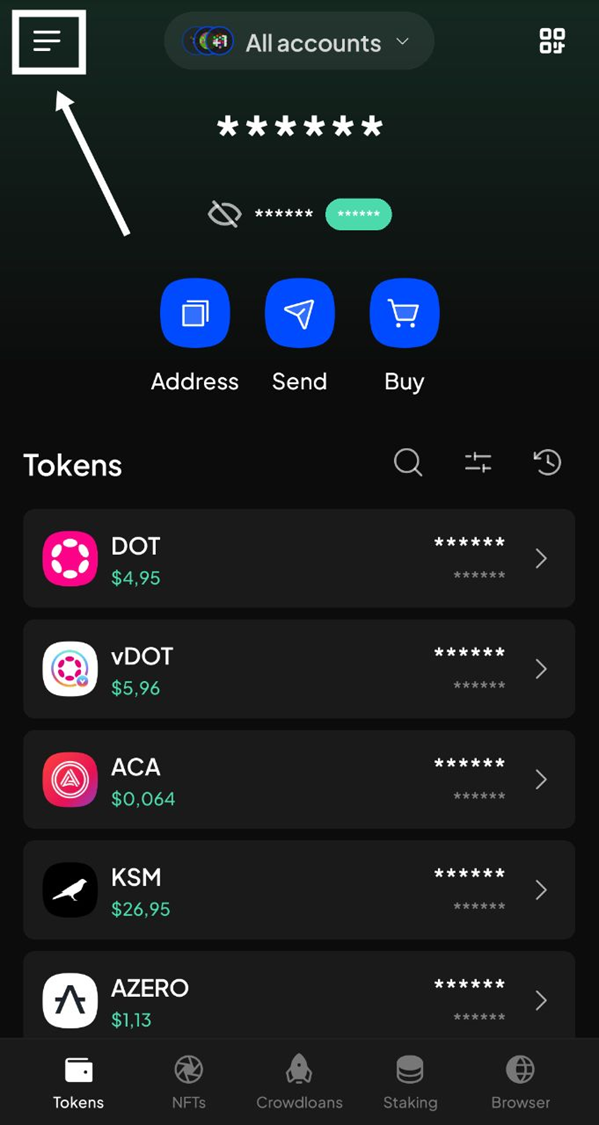 All accounts
******
****** ******
Address Send Buy
Tokens
DOT ******
$4,95 ******
vDOT ******
$5,96 ******
ACA ******
$0,064 ******
KSM ******
$26,95 ******
AZERO ******
$1,13 ******
Tokens NFTs Crowdloans Staking Browser